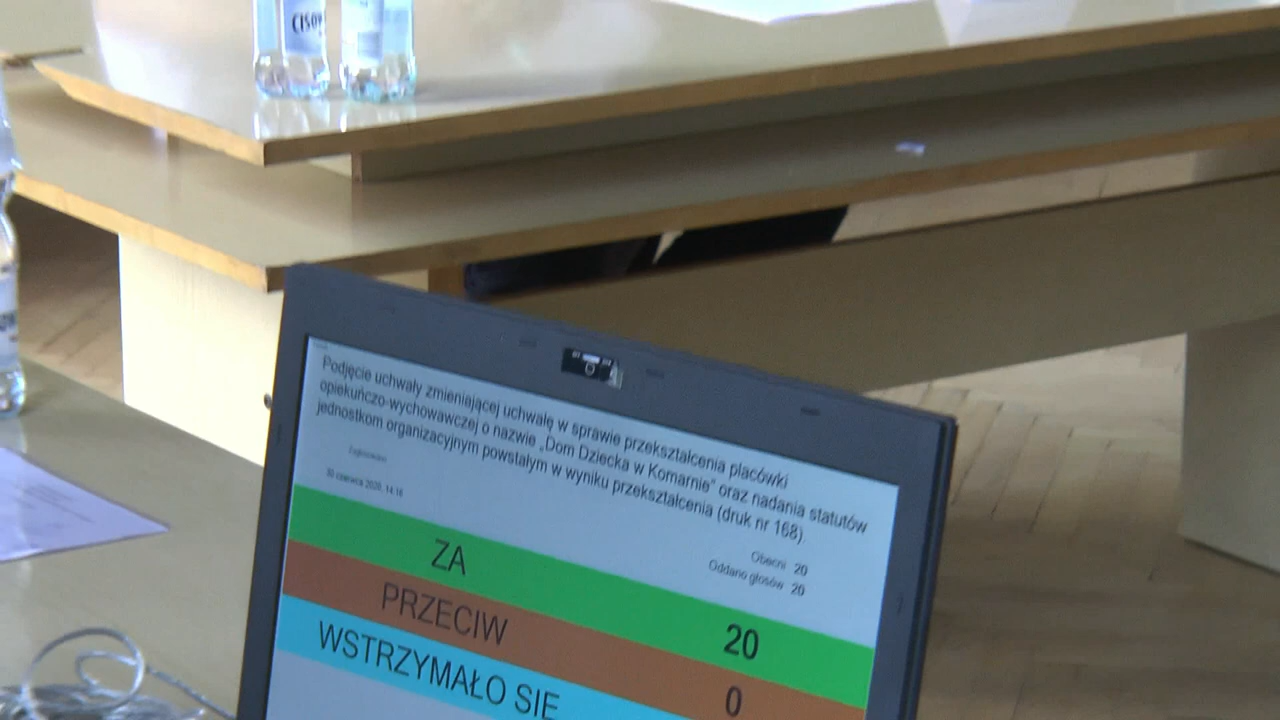 Podjęcie uchwały zmieniającej uchwałę w sprawie przekształcenia placówki
opiekuńczo-wychowawczej o nazwie „Dom Dziecka w Komarnie” oraz nadania statutów
jednostkom organizacyjnym powstałym w wyniku przekształcenia (druk nr 168).
30 czerwca 2020, 14:16
Obecni 20
Oddano głosów 20
ZA 20
PRZECIW 0
WSTRZYMAŁO SIĘ